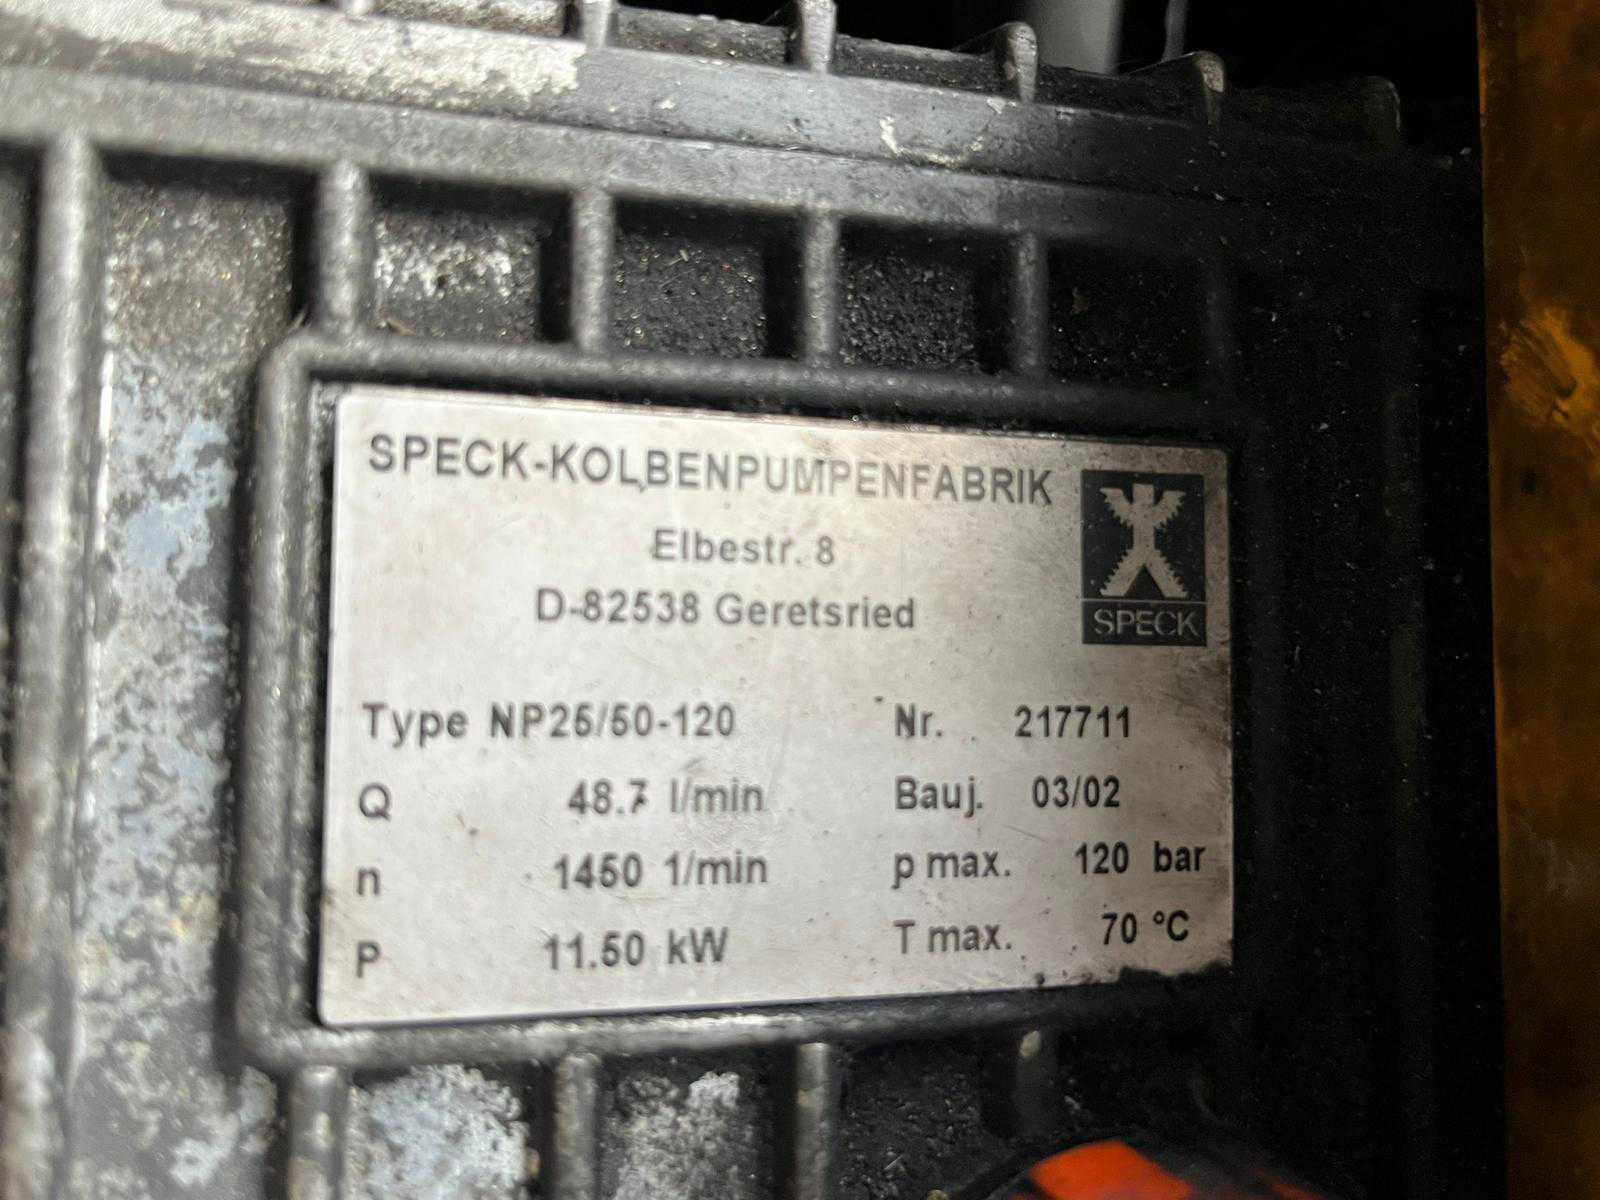 SPECK-KOLBENPUMPENFABRIK
Elbestr. 8
D-82538 Geretsried
SPECK
Type NP25/50-120 Nr. 217711
Q 48.7 l/min Bauj. 03/02
n 1450 1/min p max. 120 bar
P 11.50 kW T max. 70 °C